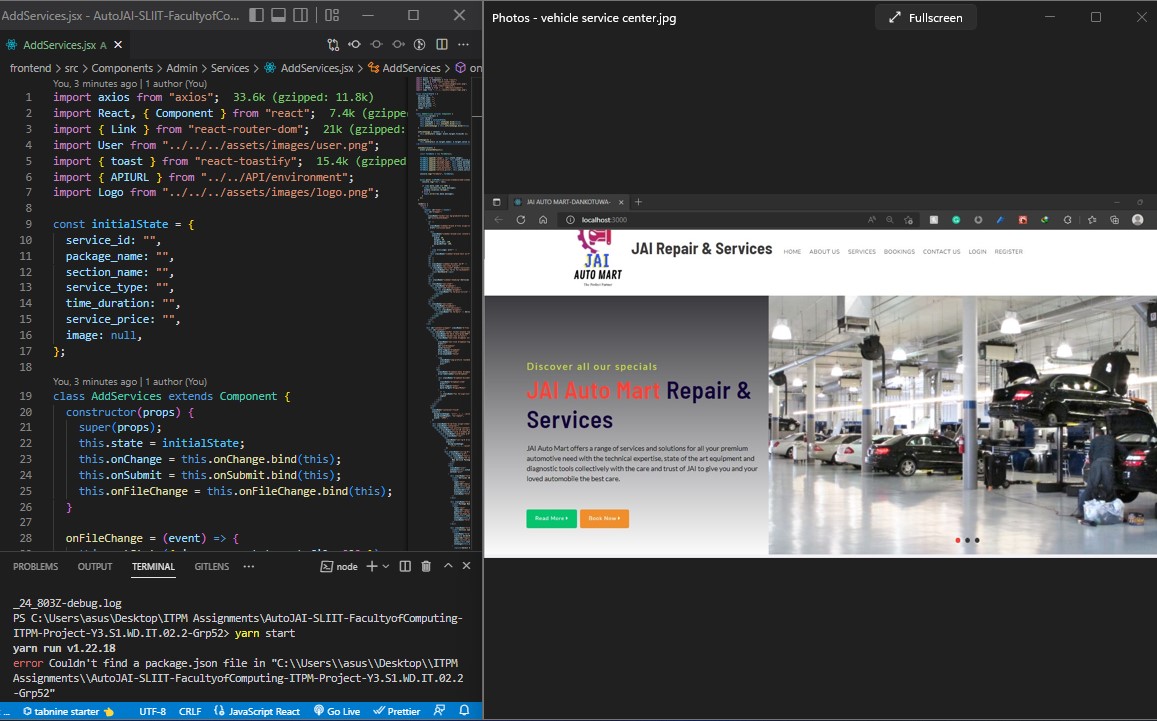 AddServices.jsx - AutoJAI-SLIIT-FacultyofCo...
AddServices.jsx A
frontend > src > Components > Admin > Services > AddServices.jsx > AddServices > on
You, 3 minutes ago | 1 author (You)
1 import axios from "axios"; 33.6k (gzipped: 11.8k)
2 import React, { Component } from "react"; 7.4k (gzippe
3 import { Link } from "react-router-dom"; 21k (gzipped:
4 import User from "../../../assets/images/user.png";
5 import { toast } from "react-toastify"; 15.4k (gzipped
6 import { APIURL } from "../../API/environment";
7 import Logo from "../../../assets/images/logo.png";
8
9 const initialState = {
10 service_id: "",
11 package_name: "",
12 section_name: "",
13 service_type: "",
14 time_duration: "",
15 service_price: "",
16 image: null,
17 };
18
You, 3 minutes ago | 1 author (You)
19 class AddServices extends Component {
20 constructor(props) {
21 super(props);
22 this.state = initialState;
23 this.onChange = this.onChange.bind(this);
24 this.onSubmit = this.onSubmit.bind(this);
25 this.onFileChange = this.onFileChange.bind(this);
26 }
27
28 onFileChange = (event) => {
PROBLEMS OUTPUT TERMINAL GITLENS ... node
_24_803Z-debug.log
PS C:\Users\asus\Desktop\ITPM Assignments\AutoJAI-SLIIT-FacultyofComputing-
ITPM-Project-Y3.S1.WD.IT.02.2-Grp52> yarn start
yarn run v1.22.18
error Couldn't find a package.json file in "C:\\Users\\asus\\Desktop\\ITPM
Assignments\\AutoJAI-SLIIT-FacultyofComputing-ITPM-Project-Y3.S1.WD.IT.02.2
-Grp52"
... tabnine starter UTF-8 CRLF JavaScript React Go Live Prettier
Photos - vehicle service center.jpg
Fullscreen
JAI AUTO MART-DANKOTUWA-
localhost:3000
JAI
AUTO MART
The Perfect Partner
JAI Repair & Services
HOME ABOUT US SERVICES BOOKINGS CONTACT US LOGIN REGISTER
Discover all our specials
JAI Auto Mart Repair &
Services
JAI Auto Mart offers a range of services and solutions for all your premium
automotive need with the technical expertise, state of the art equipment and
diagnostic tools collectively with the care and trust of JAI to give you and your
loved automobile the best care.
Read More
Book Now